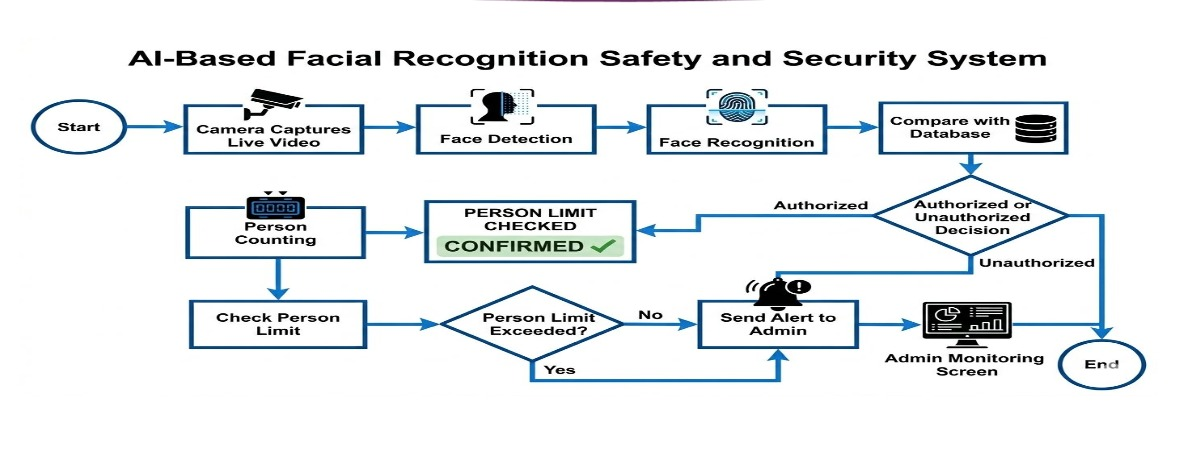 AI-Based Facial Recognition Safety and Security System
Start
Camera Captures
Live Video
Face Detection
Face Recognition
Compare with
Database
Authorized or
Unauthorized
Decision
Authorized
Unauthorized
0000
Person
Counting
PERSON LIMIT
CHECKED
CONFIRMED ✓
Check Person
Limit
Person Limit
Exceeded?
No
Yes
Send Alert to
Admin
Admin Monitoring
Screen
End